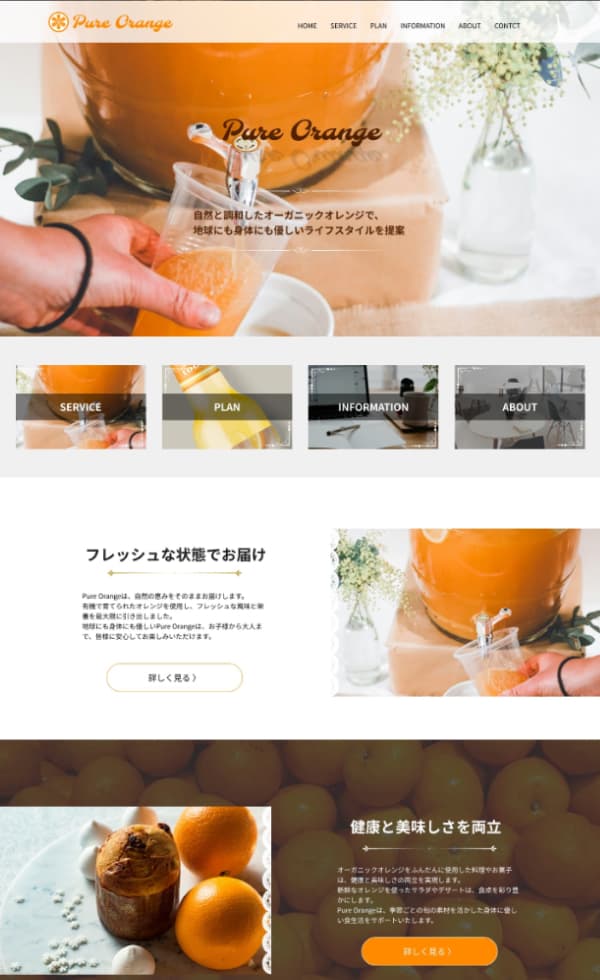 Pure Orange
HOME SERVICE PLAN INFORMATION ABOUT CONTCT
Pure Orange
自然と調和したオーガニックオレンジで、
地球にも身体にも優しいライフスタイルを提案
SERVICE
PLAN
INFORMATION
ABOUT
フレッシュな状態でお届け
Pure Orangeは、自然の恵みをそのままお届けします。
有機で育てられたオレンジを使用し、フレッシュな風味と栄
養を最大限に引き出しました。
地球にも身体にも優しいPure Orangeは、お子様から大人ま
で、皆様に安心してお楽しみいただけます。
詳しく見る 〉
健康と美味しさを両立
オーガニックオレンジをふんだんに使用した料理やお菓子
は、健康と美味しさの両立を実現します。
新鮮なオレンジを使ったサラダやデザートは、食卓を彩り豊
かにします。
Pure Orangeは、季節ごとの旬の素材を活かした身体に優し
い食生活をサポートいたします。
詳しく見る 〉